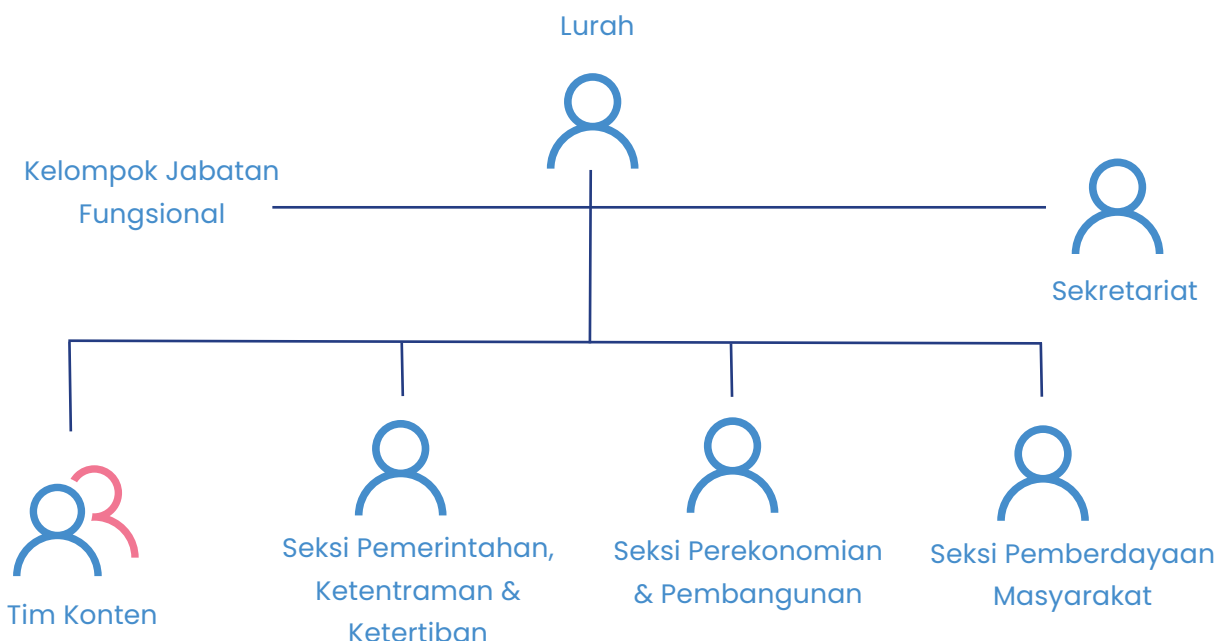 Lurah
Kelompok Jabatan
Fungsional
Sekretariat
Tim Konten
Seksi Pemerintahan,
Ketentraman &
Ketertiban
Seksi Perekonomian
& Pembangunan
Seksi Pemberdayaan
Masyarakat